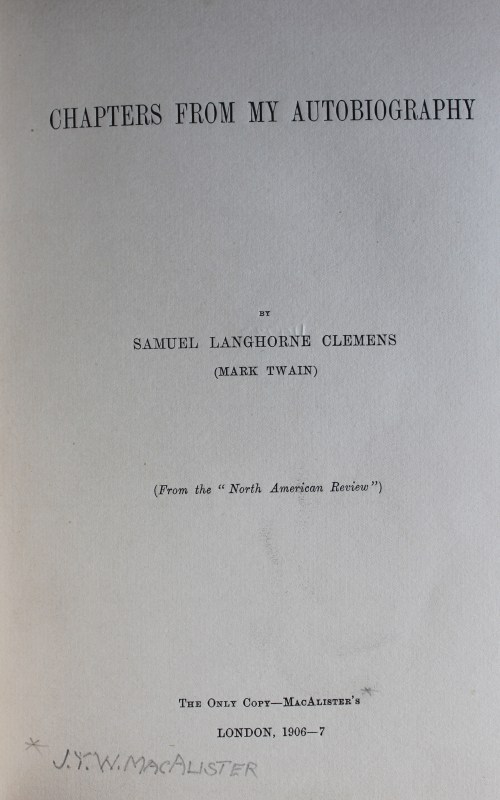 CHAPTERS FROM MY AUTOBIOGRAPHY
BY
SAMUEL LANGHORNE CLEMENS
(MARK TWAIN)
(From the “North American Review”)
The Only Copy—MacAlister's*
LONDON, 1906—7
* J.Y.W. MACALISTER